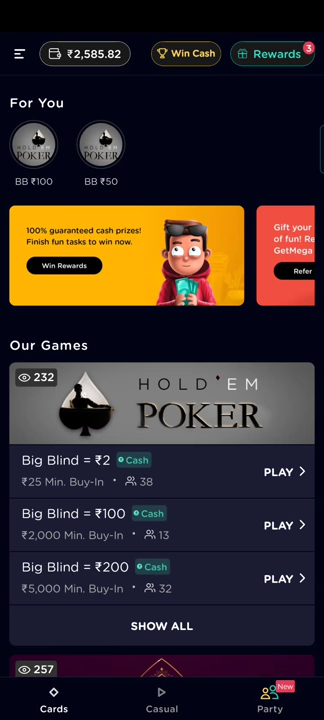 ₹2,585.82
Win Cash
Rewards
3
For You
HOLD'EM
POKER
HOLD'EM
POKER
BB ₹100
BB ₹50
100% guaranteed cash prizes!
Finish fun tasks to win now.
Win Rewards
Gift your
of fun! Re
GetMega
Refer
Our Games
232
HOLD'EM
POKER
Big Blind = ₹2 Cash
₹25 Min. Buy-In • 38
PLAY
Big Blind = ₹100 Cash
₹2,000 Min. Buy-In • 13
PLAY
Big Blind = ₹200 Cash
₹5,000 Min. Buy-In • 32
PLAY
SHOW ALL
257
New
Cards
Casual
Party